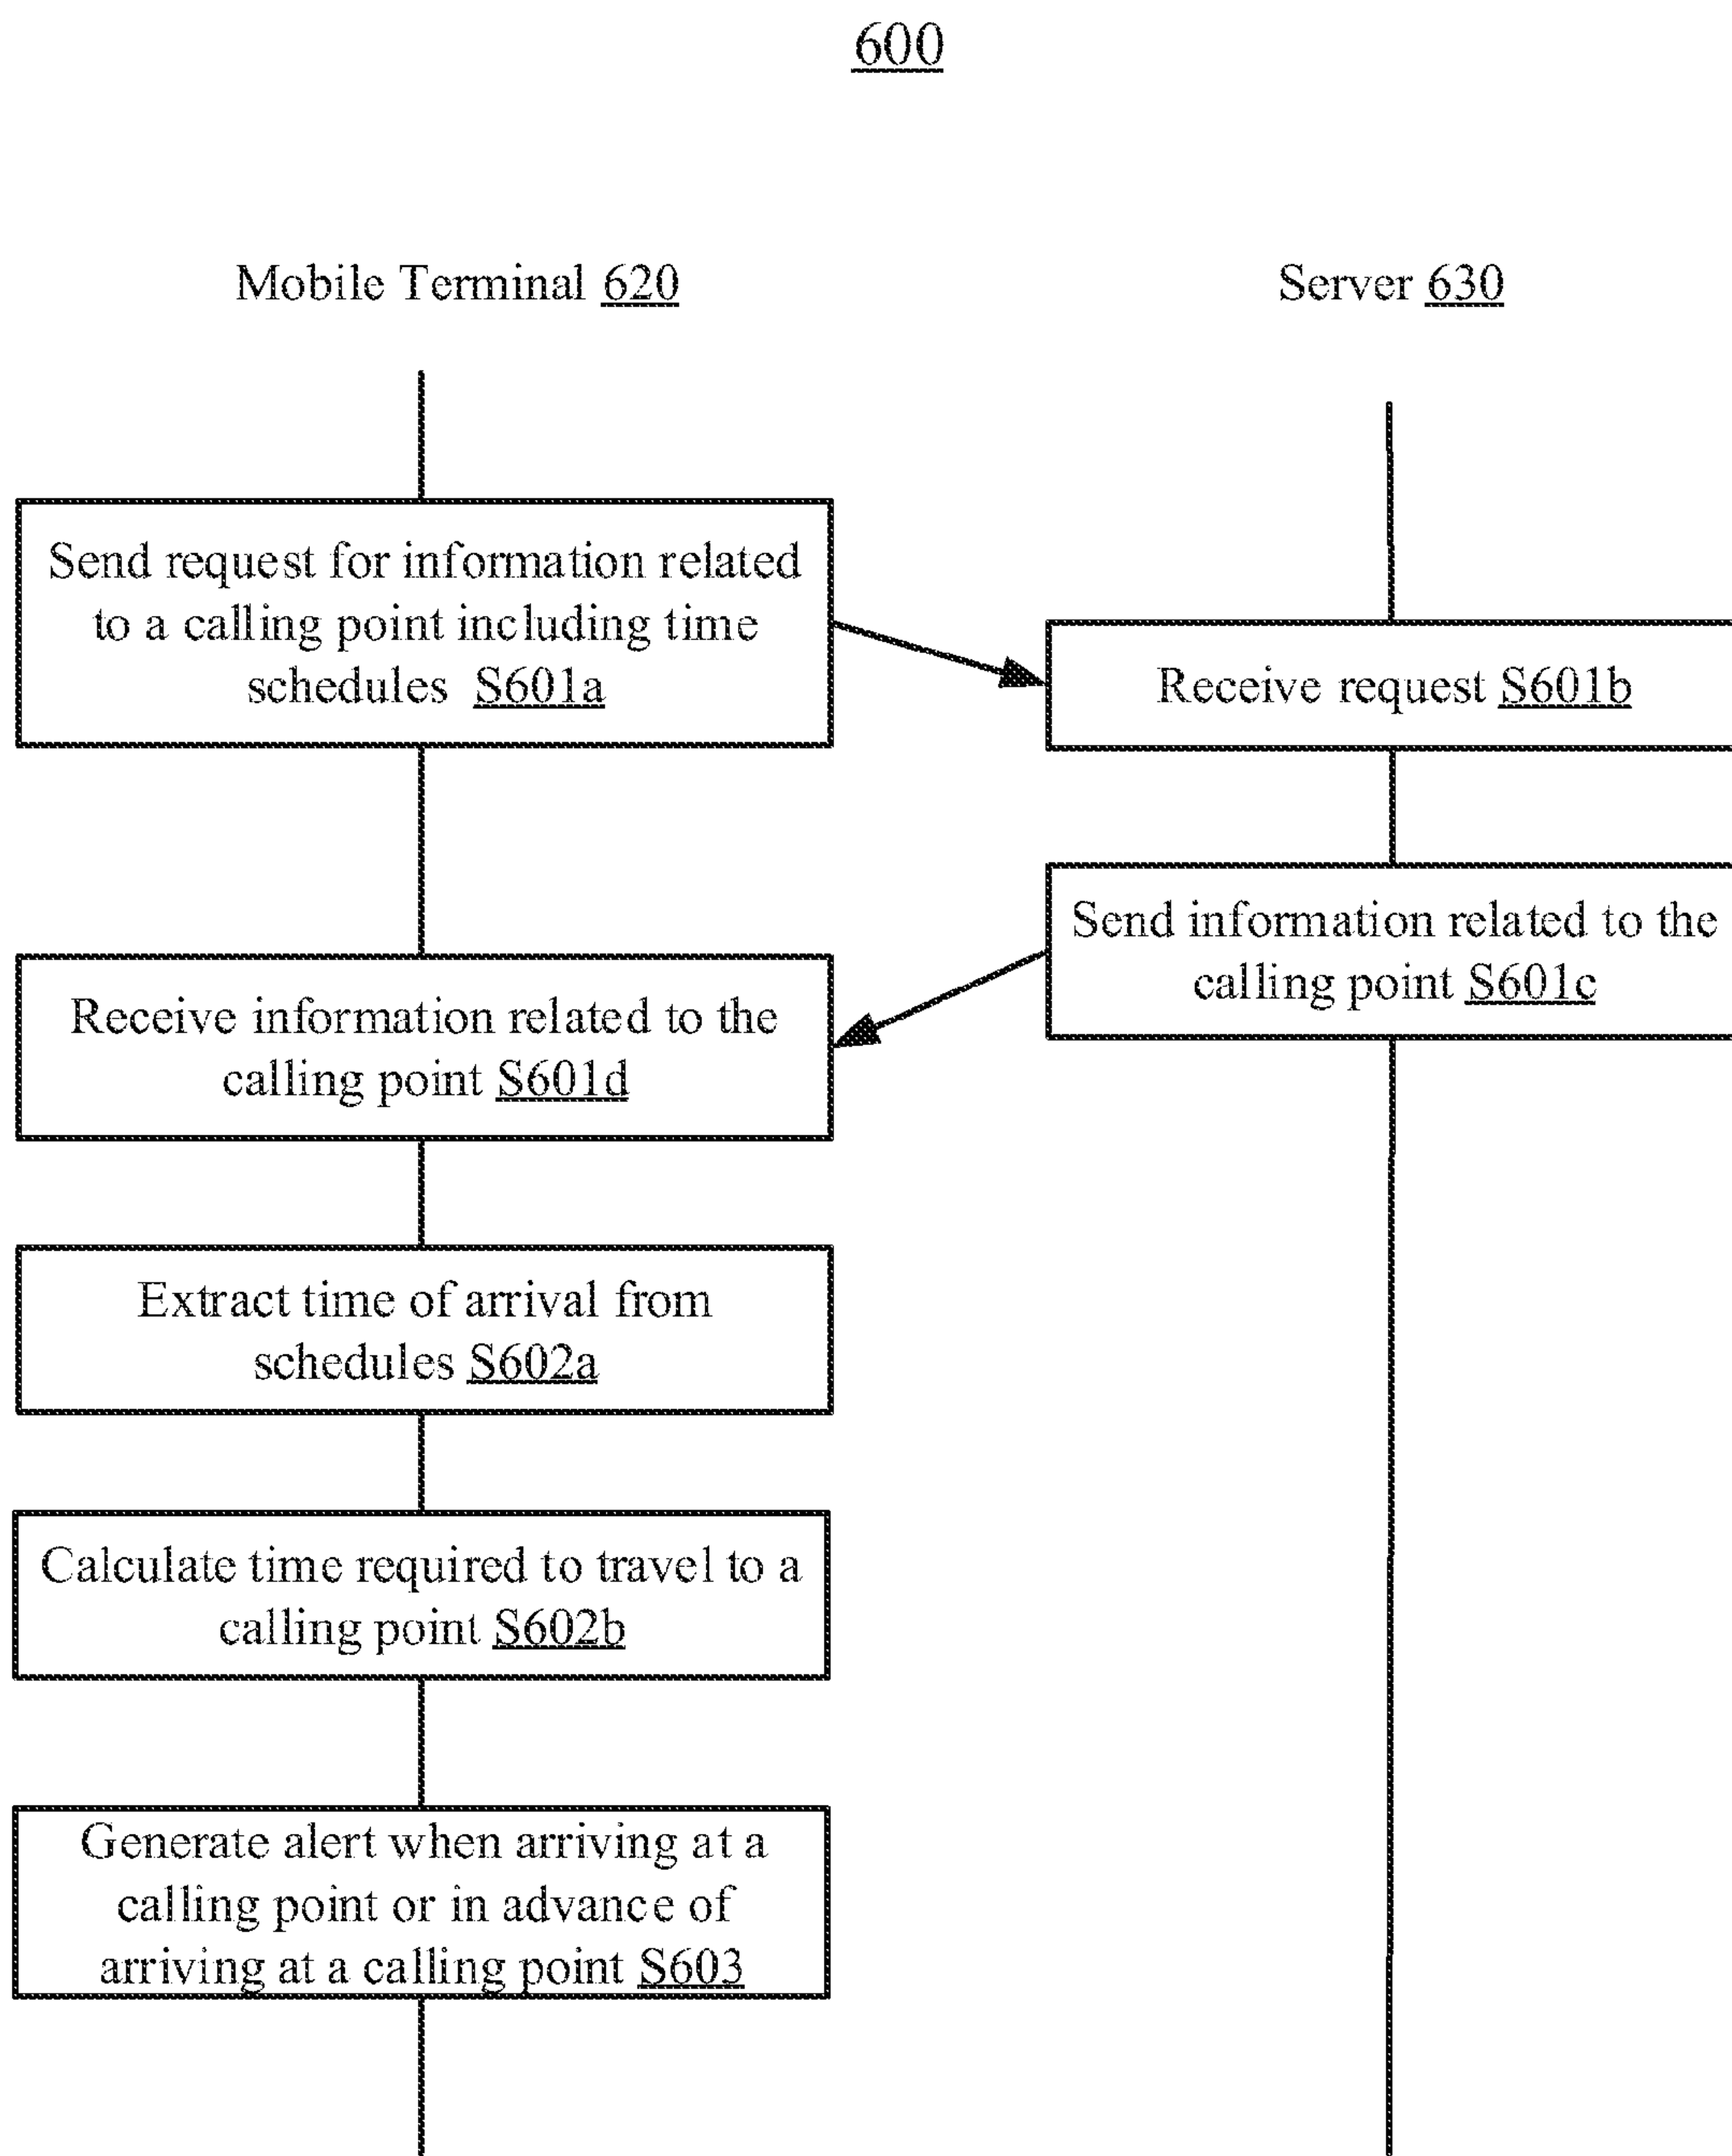 600
Mobile Terminal 620
Server 630
Send request for information related
to a calling point including time
schedules S601a
Receive request S601b
Send information related to the
calling point S601c
Receive information related to the
calling point S601d
Extract time of arrival from
schedules S602a
Calculate time required to travel to a
calling point S602b
Generate alert when arriving at a
calling point or in advance of
arriving at a calling point S603